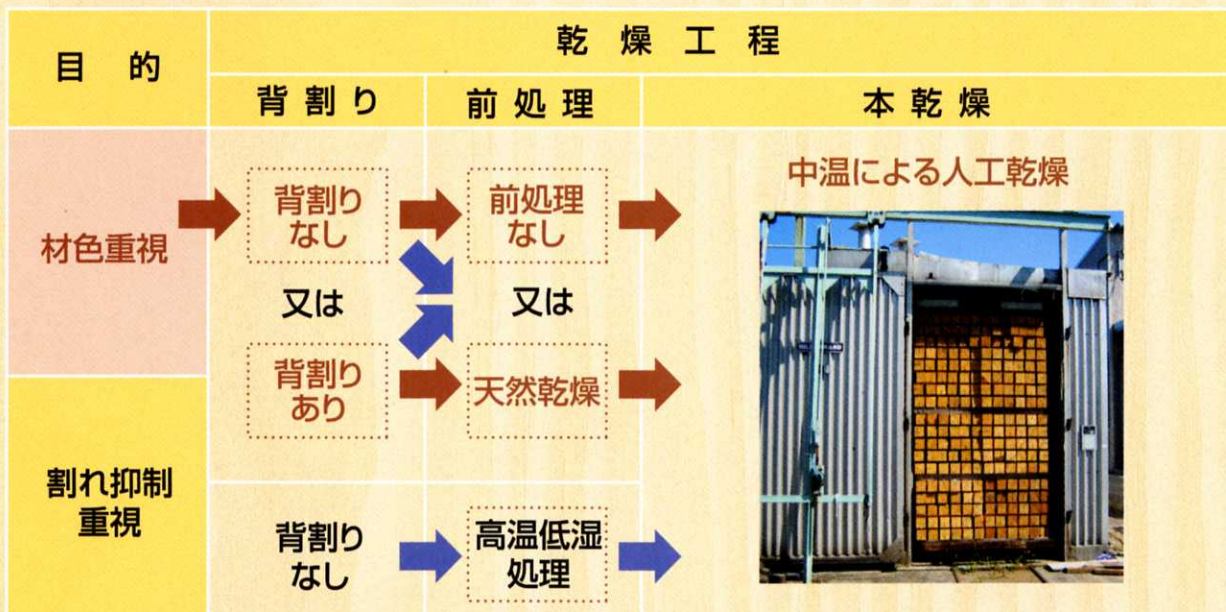 目的
乾燥工程
背割り
前処理
本乾燥
材色重視
背割り
なし
又は
背割り
あり
前処理
なし
又は
天然乾燥
中温による人工乾燥
割れ抑制
重視
背割り
なし
高温低湿
処理